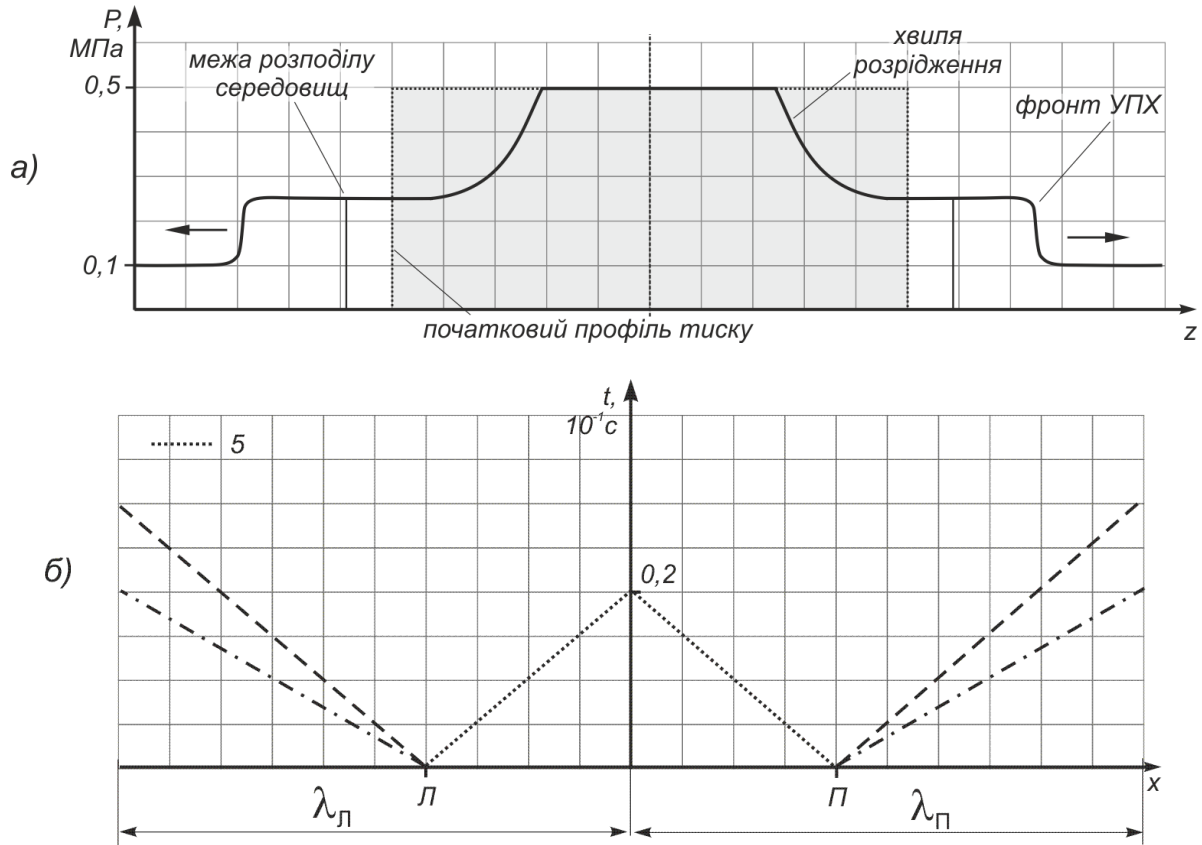 P,
МПа
0,5
0,1
а)
межа розподілу
середовищ
хвиля
розрідження
фронт УПХ
початковий профіль тиску
z
t,
10⁻¹с
5
0,2
б)
Л
П
x
λЛ
λП